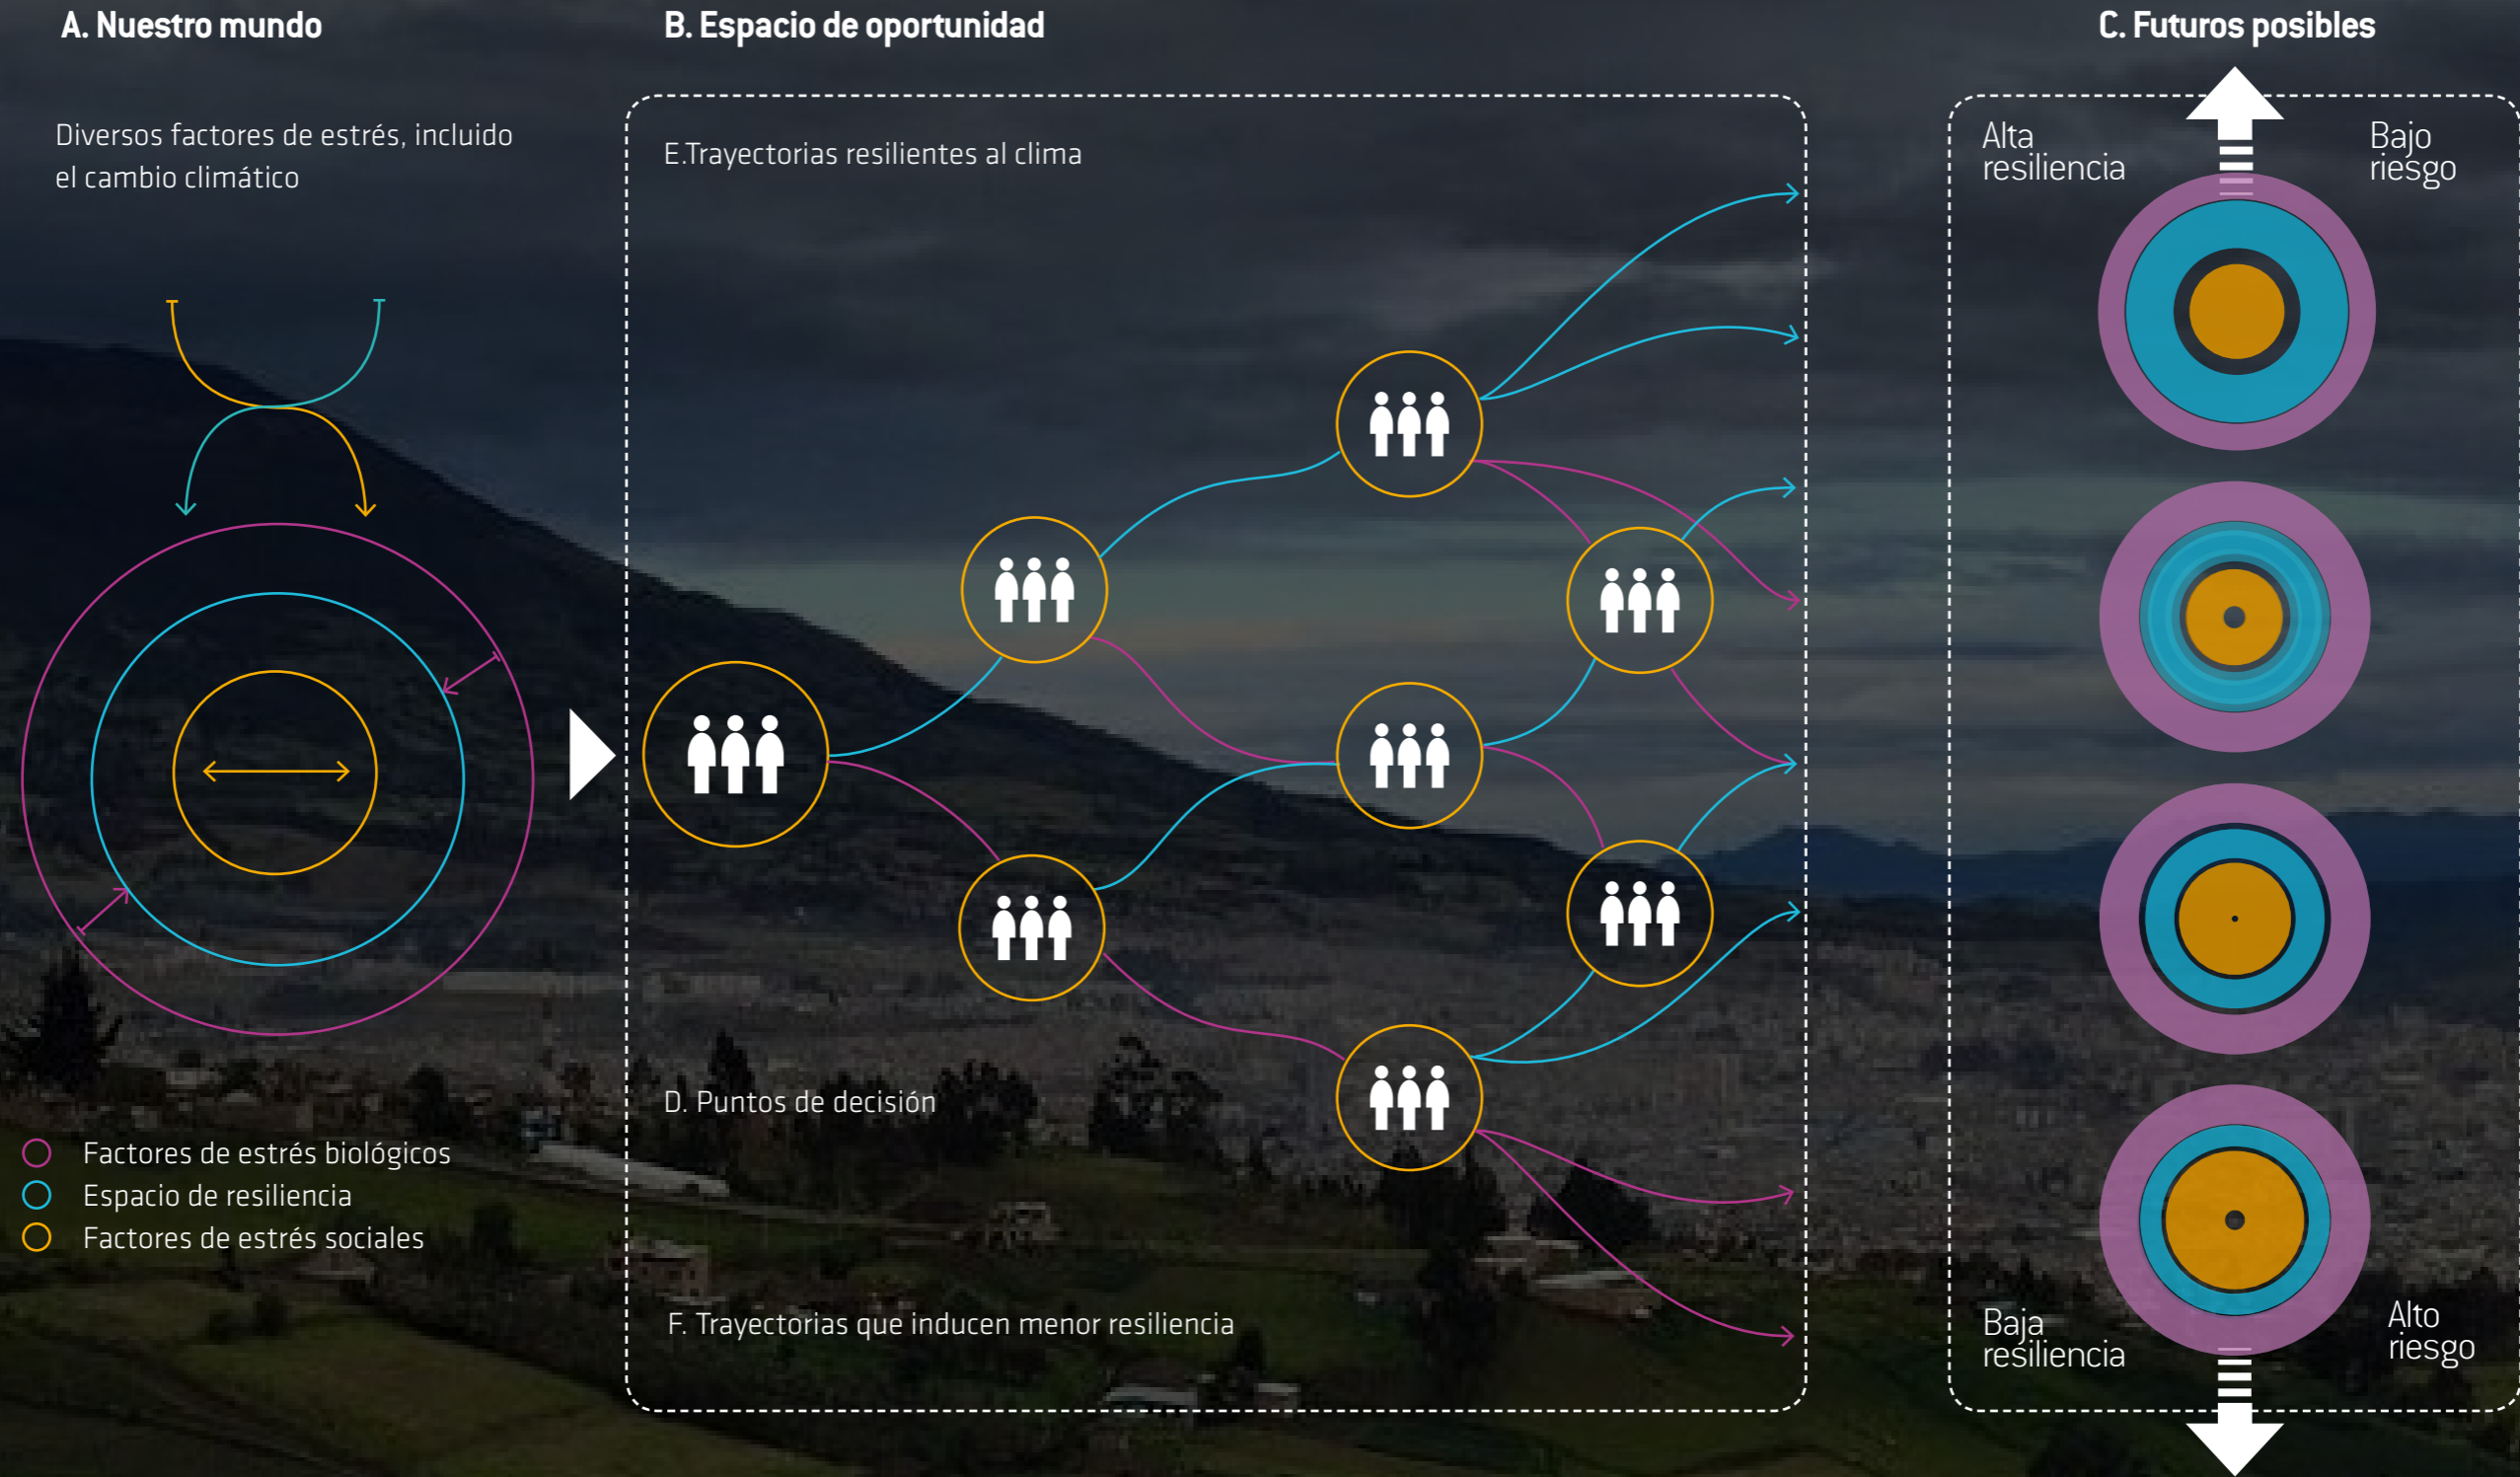 A. Nuestro mundo
Diversos factores de estrés, incluido
el cambio climático
Factores de estrés biológicos
Espacio de resiliencia
Factores de estrés sociales
B. Espacio de oportunidad
E.Trayectorias resilientes al clima
D. Puntos de decisión
F. Trayectorias que inducen menor resiliencia
C. Futuros posibles
Alta
resiliencia
Bajo
riesgo
Baja
resiliencia
Alto
riesgo